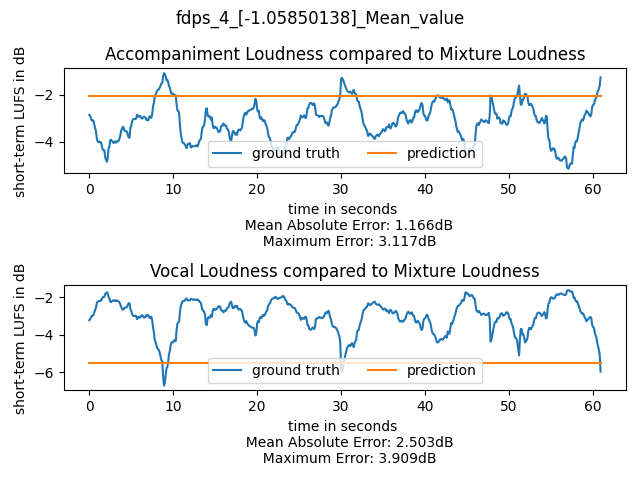 fdps_4_[-1.05850138]_Mean_value
Accompaniment Loudness compared to Mixture Loudness
short-term LUFS in dB
−2
−4
ground truth
prediction
0 10 20 30 40 50 60
time in seconds
Mean Absolute Error: 1.166dB
Maximum Error: 3.117dB
Vocal Loudness compared to Mixture Loudness
short-term LUFS in dB
−2
−4
−6
ground truth
prediction
0 10 20 30 40 50 60
time in seconds
Mean Absolute Error: 2.503dB
Maximum Error: 3.909dB